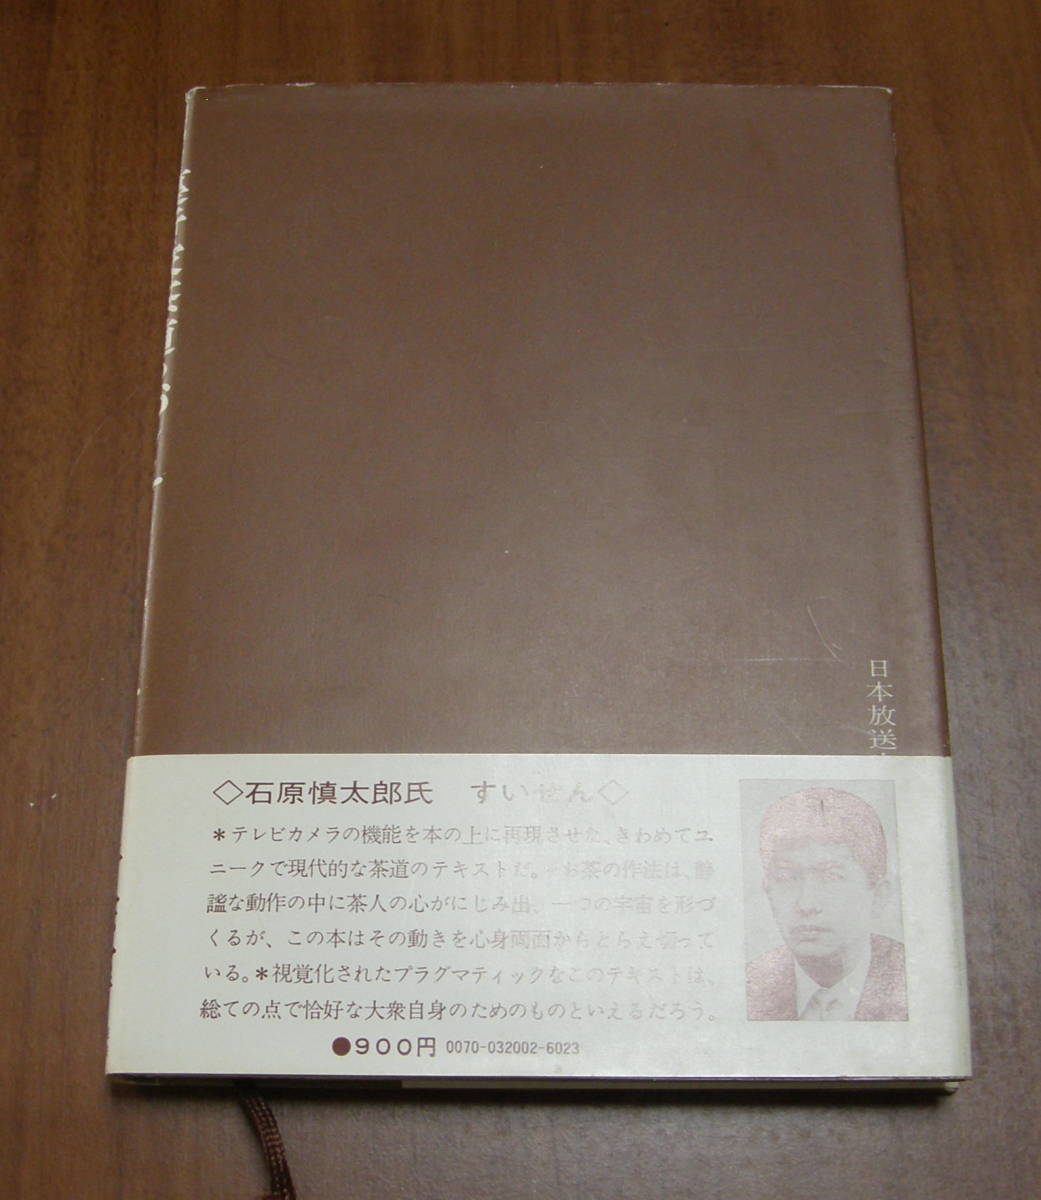 日本放送
◇石原慎太郎氏　すいせん◇
＊テレビカメラの機能を本の上に再現させた、きわめてユ
ニークで現代的な茶道のテキストだ。＊お茶の作法は、静
謐な動作の中に茶人の心がにじみ出、一つの宇宙を形づ
くるが、この本はその動きを心身両面からとらえ切って
いる。＊視覚化されたプラグマティックなこのテキストは、
総ての点で恰好な大衆自身のためのものといえるだろう。
●900円 0070-032002-6023